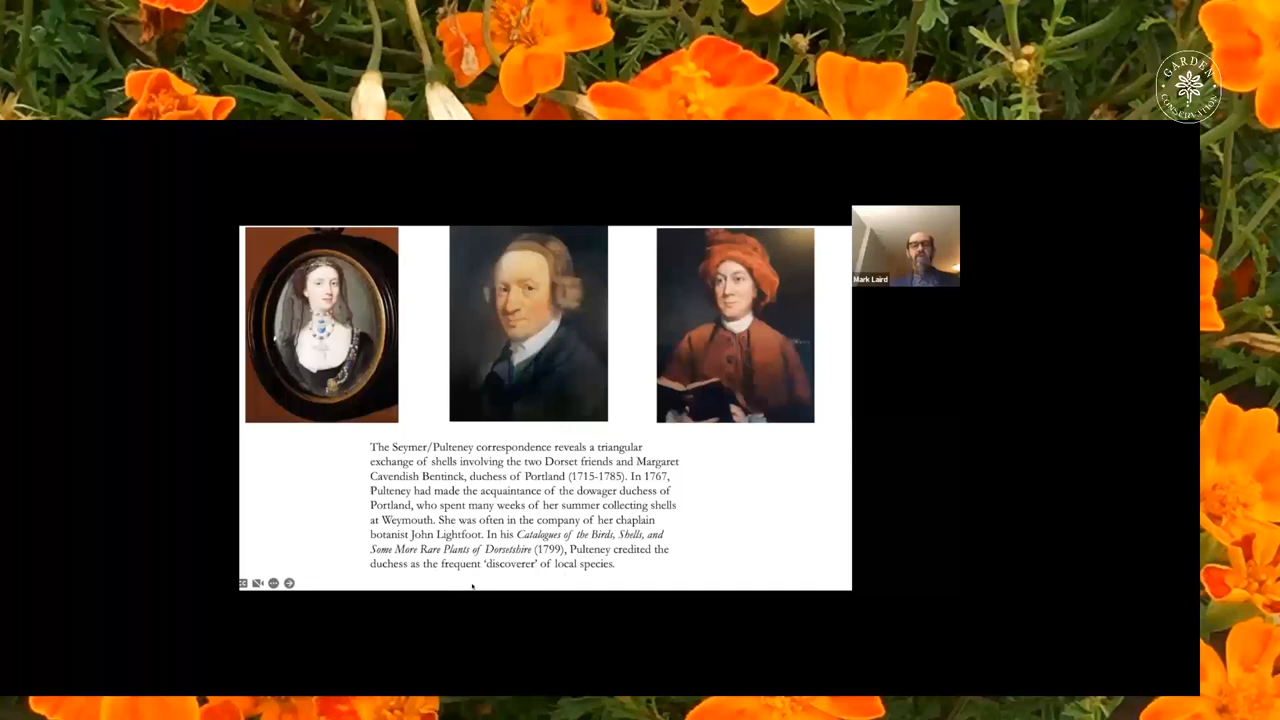 GARDEN
CONSERVATION
Mark Laird
The Seymer/Pulteney correspondence reveals a triangular
exchange of shells involving the two Dorset friends and Margaret
Cavendish Bentinck, duchess of Portland (1715-1785). In 1767,
Pulteney had made the acquaintance of the dowager duchess of
Portland, who spent many weeks of her summer collecting shells
at Weymouth. She was often in the company of her chaplain
botanist John Lightfoot. In his Catalogues of the Birds, Shells, and
Some More Rare Plants of Dorsetshire (1799), Pulteney credited the
duchess as the frequent ‘discoverer’ of local species.